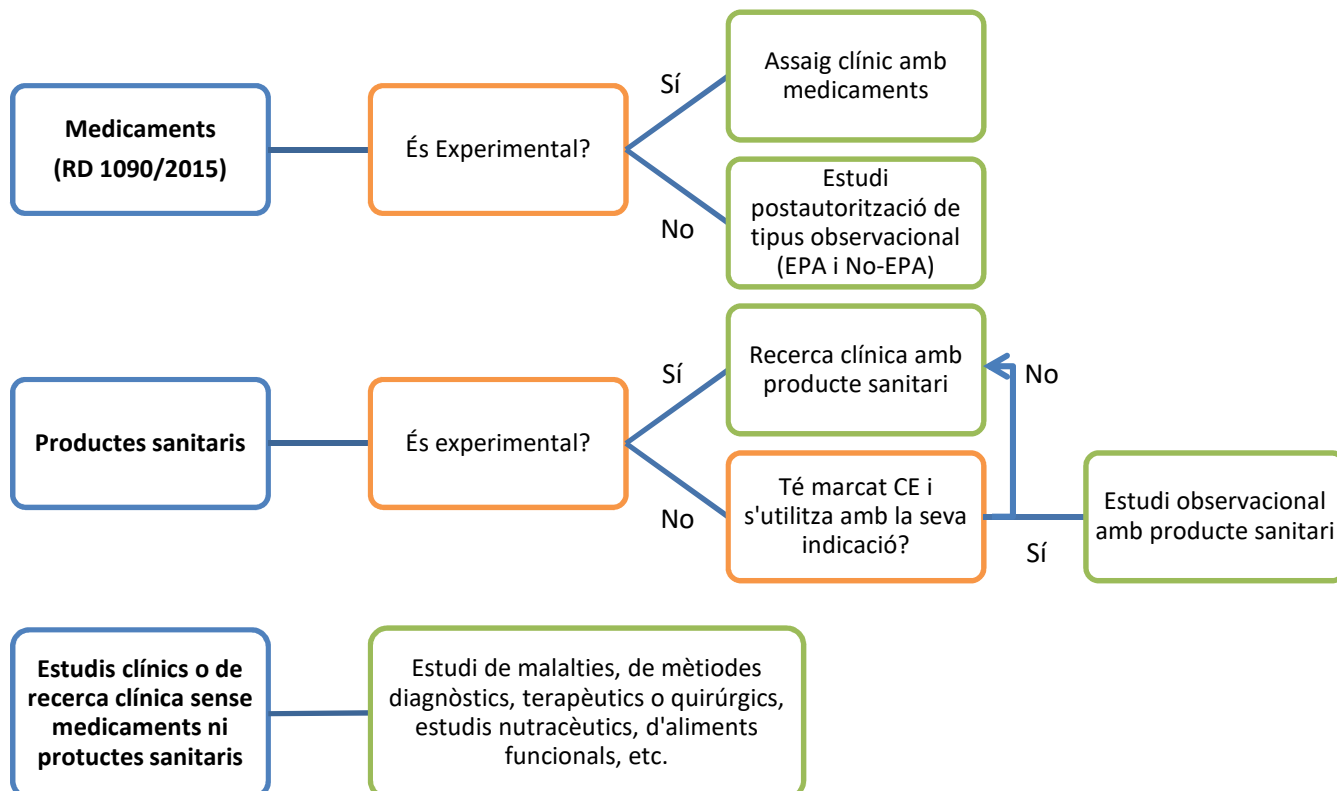 Medicaments
(RD 1090/2015)
És Experimental?
Sí
No
Assaig clínic amb
medicaments
Estudi
postautorització de
tipus observacional
(EPA i No-EPA)
Productes sanitaris
És experimental?
Sí
No
Recerca clínica amb
producte sanitari
Té marcat CE i
s'utilitza amb la seva
indicació?
No
Sí
Estudi observacional
amb producte sanitari
Estudis clínics o de
recerca clínica sense
medicaments ni
protuctes sanitaris
Estudi de malalties, de mètiodes
diagnòstics, terapèutics o quirúrgics,
estudis nutracèutics, d'aliments
funcionals, etc.